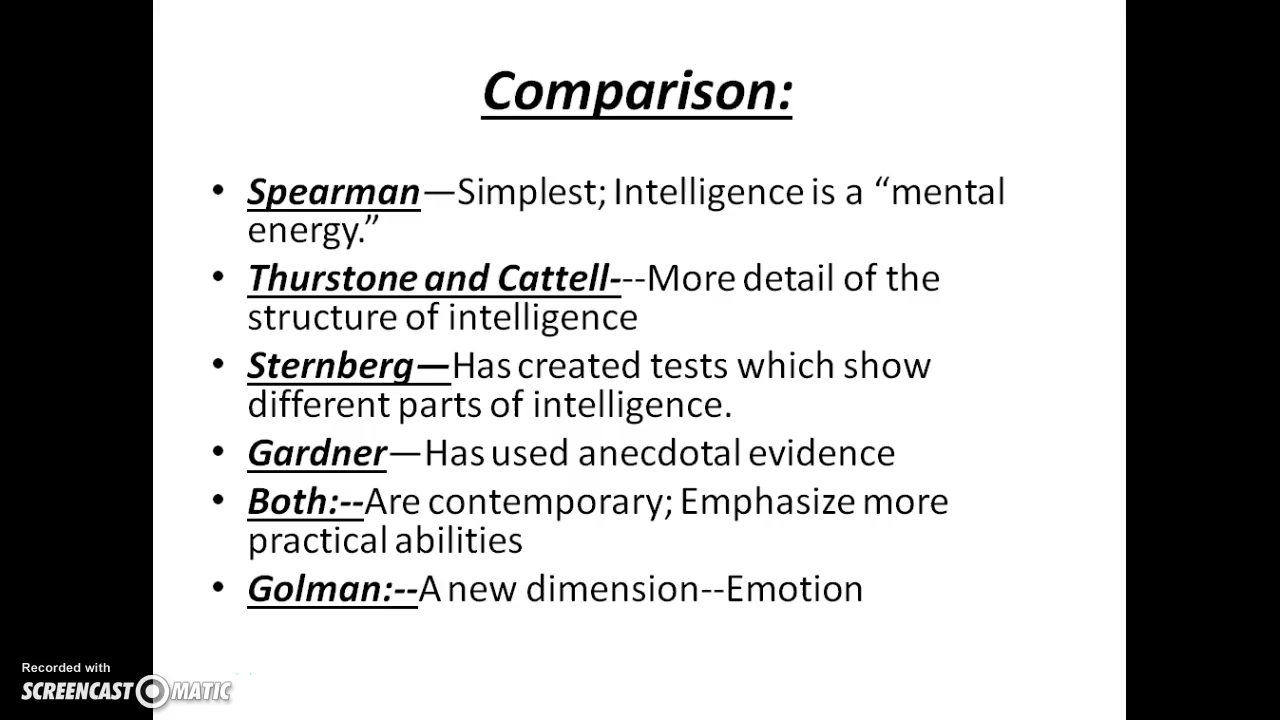 Comparison:
• Spearman—Simplest; Intelligence is a “mental
energy.”
• Thurstone and Cattell---More detail of the
structure of intelligence
• Sternberg—Has created tests which show
different parts of intelligence.
• Gardner—Has used anecdotal evidence
• Both:--Are contemporary; Emphasize more
practical abilities
• Golman:--A new dimension--Emotion
Recorded with
SCREENCAST MATIC